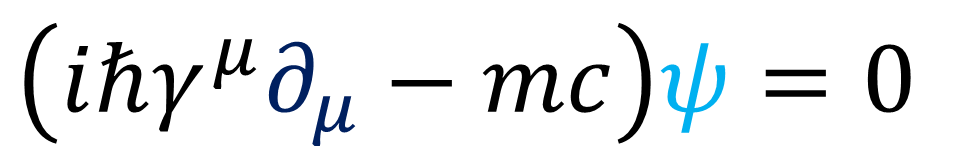 (iħγ^μ ∂_μ − mc)ψ = 0